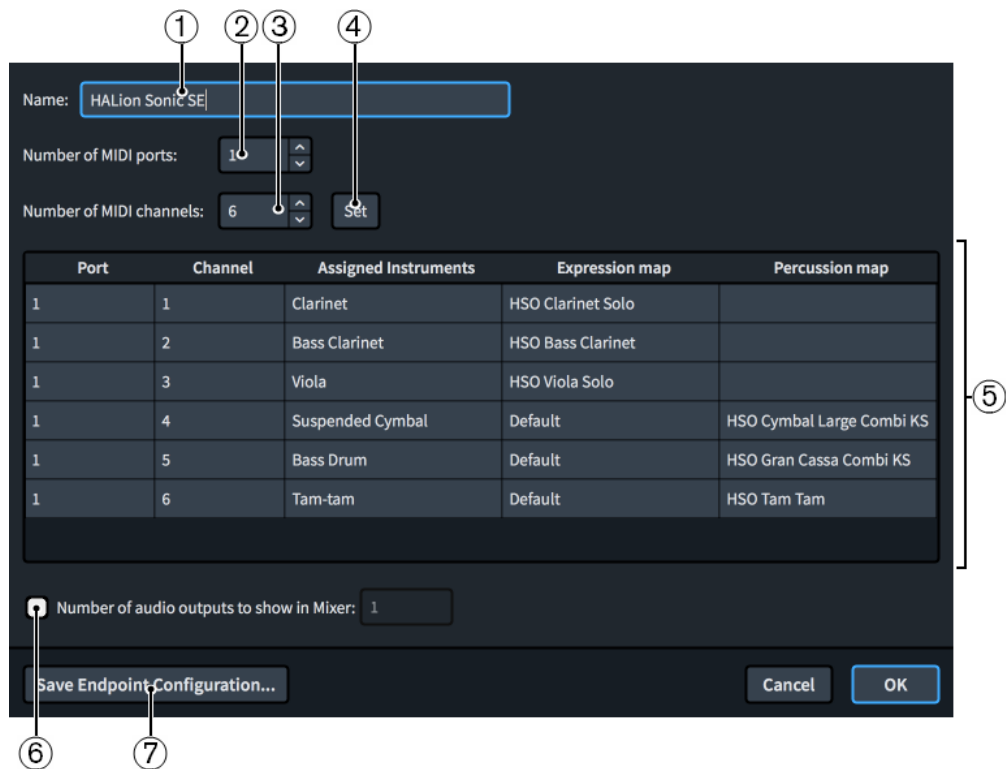 ① ② ③ ④
Name: HALion Sonic SE
Number of MIDI ports: 1
Number of MIDI channels: 6 Set
Port Channel Assigned Instruments Expression map Percussion map
1 1 Clarinet HSO Clarinet Solo
1 2 Bass Clarinet HSO Bass Clarinet
1 3 Viola HSO Viola Solo
1 4 Suspended Cymbal Default HSO Cymbal Large Combi KS
1 5 Bass Drum Default HSO Gran Cassa Combi KS
1 6 Tam-tam Default HSO Tam Tam
⑤
Number of audio outputs to show in Mixer: 1
Save Endpoint Configuration... Cancel OK
⑥ ⑦